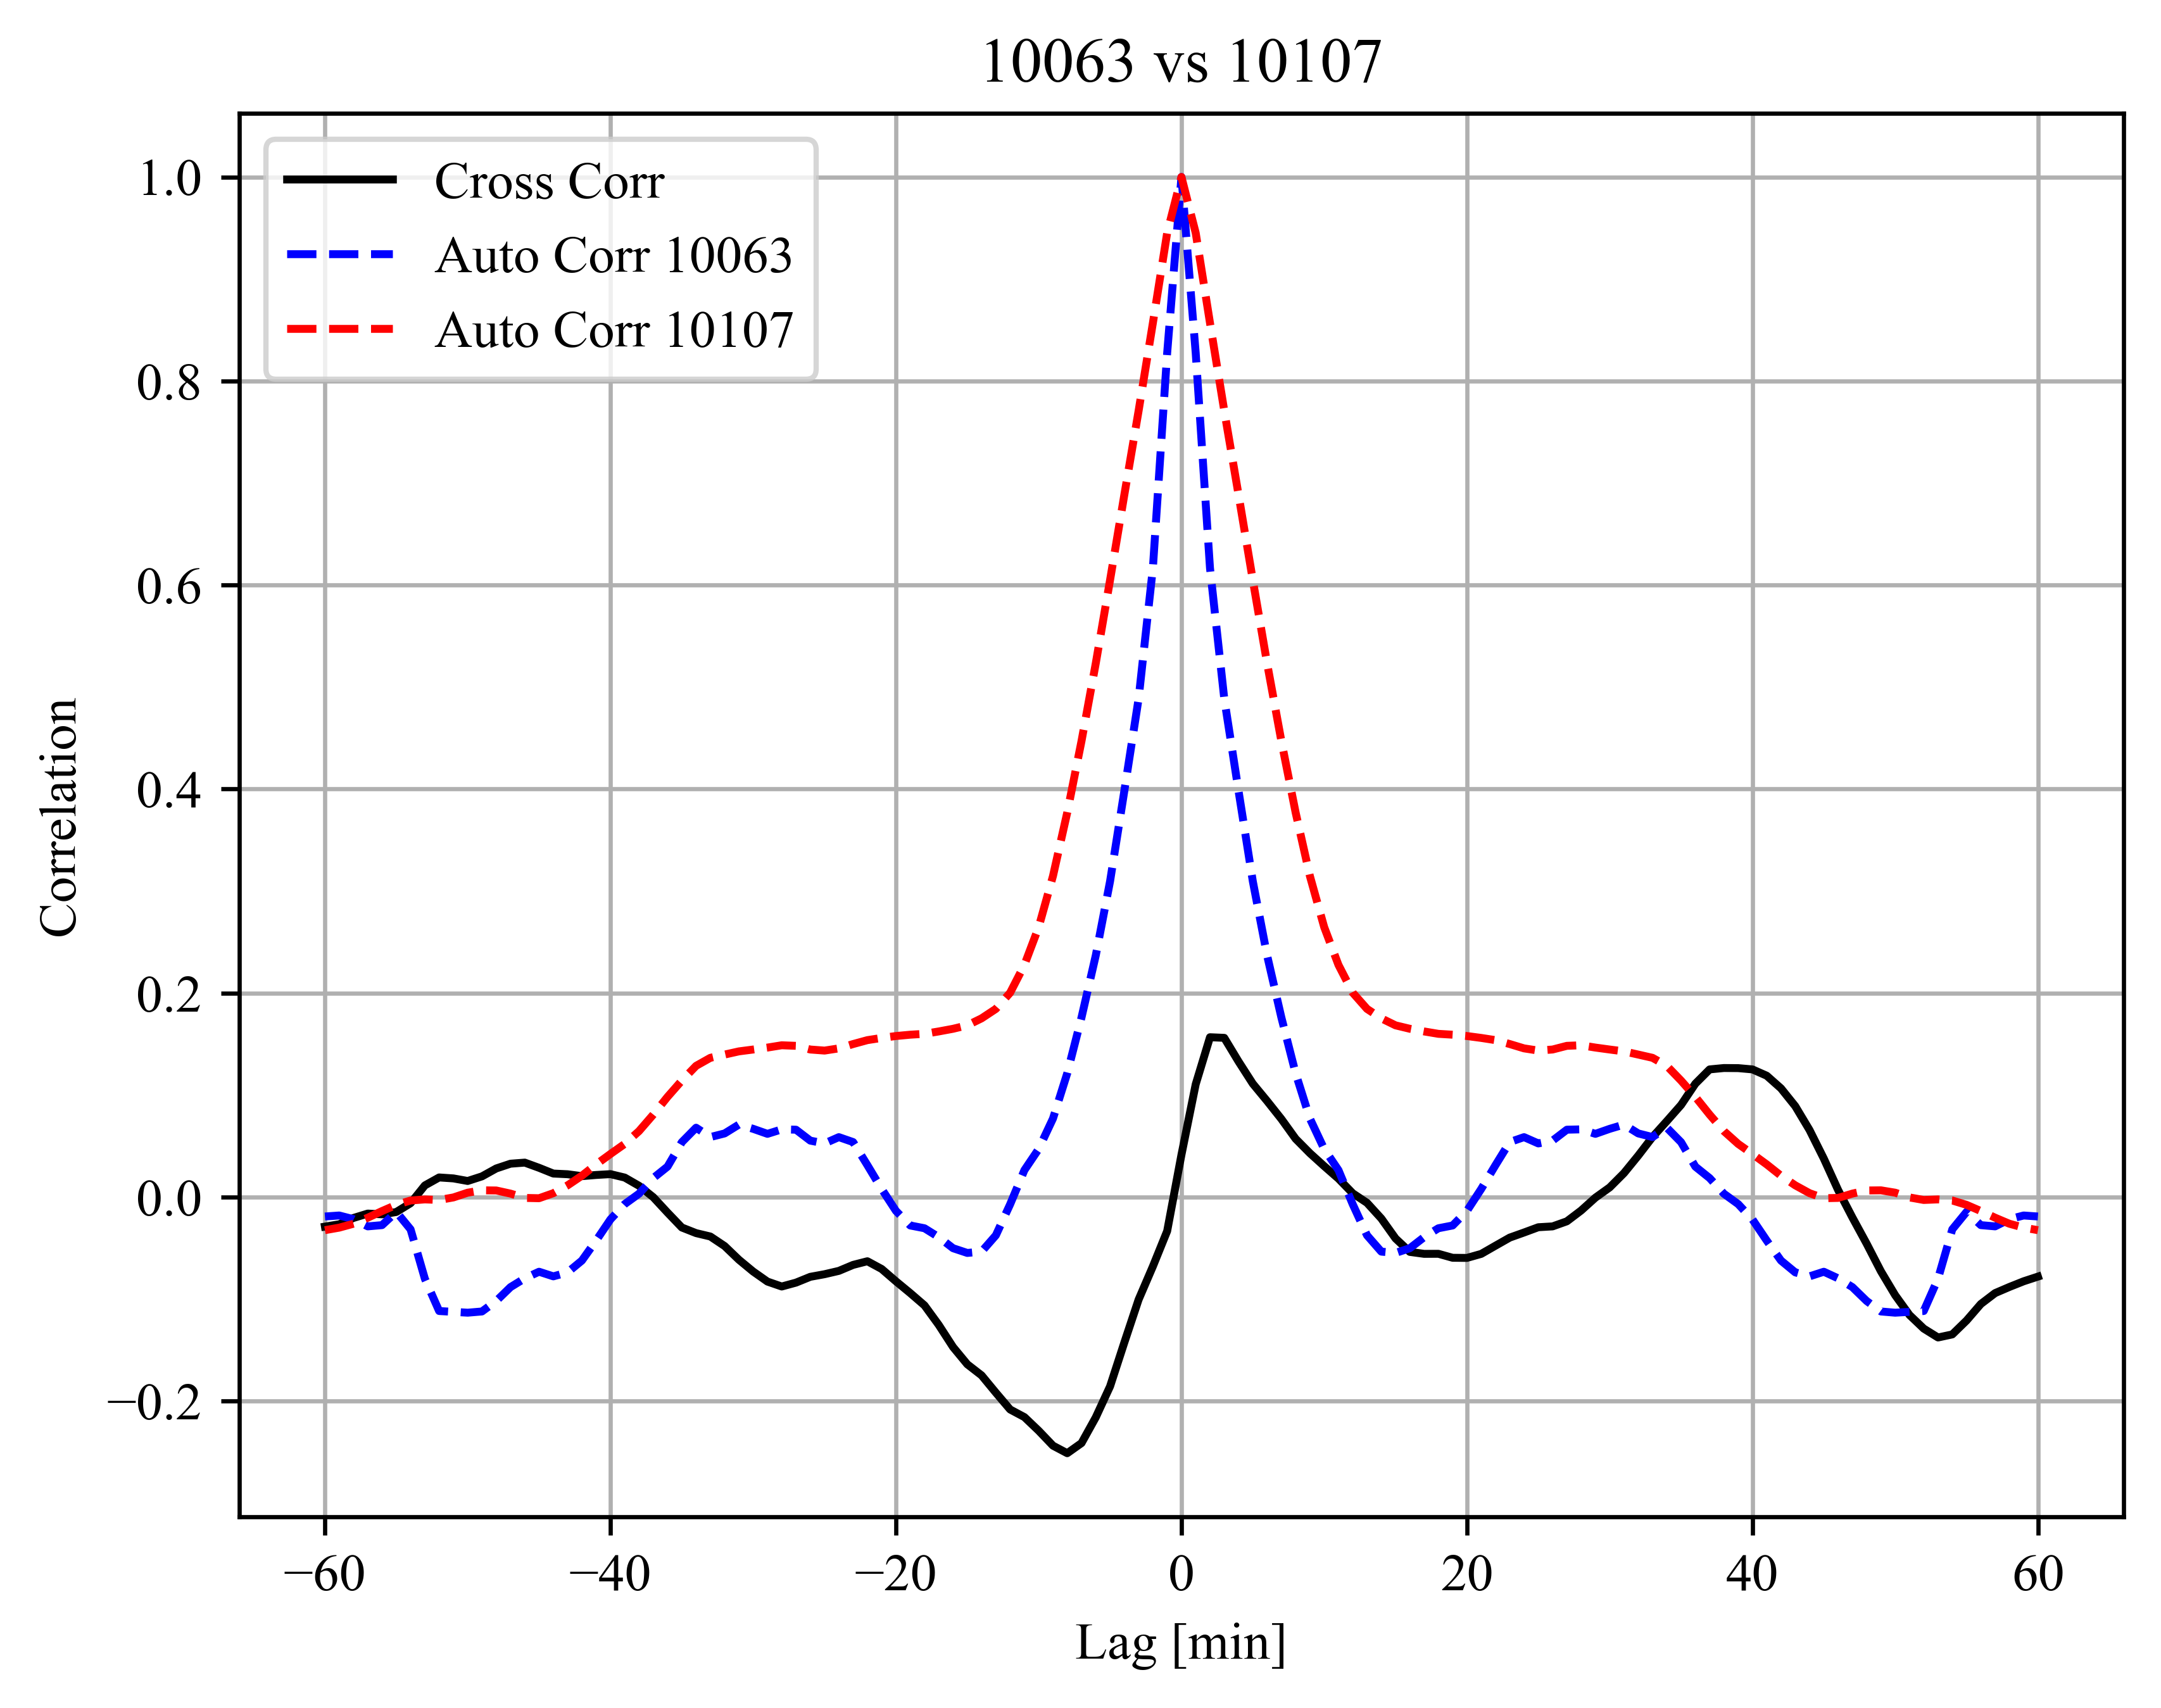 10063 vs 10107
Cross Corr
Auto Corr 10063
Auto Corr 10107
1.0
0.8
0.6
0.4
0.2
0.0
−0.2
Correlation
−60
−40
−20
0
20
40
60
Lag [min]